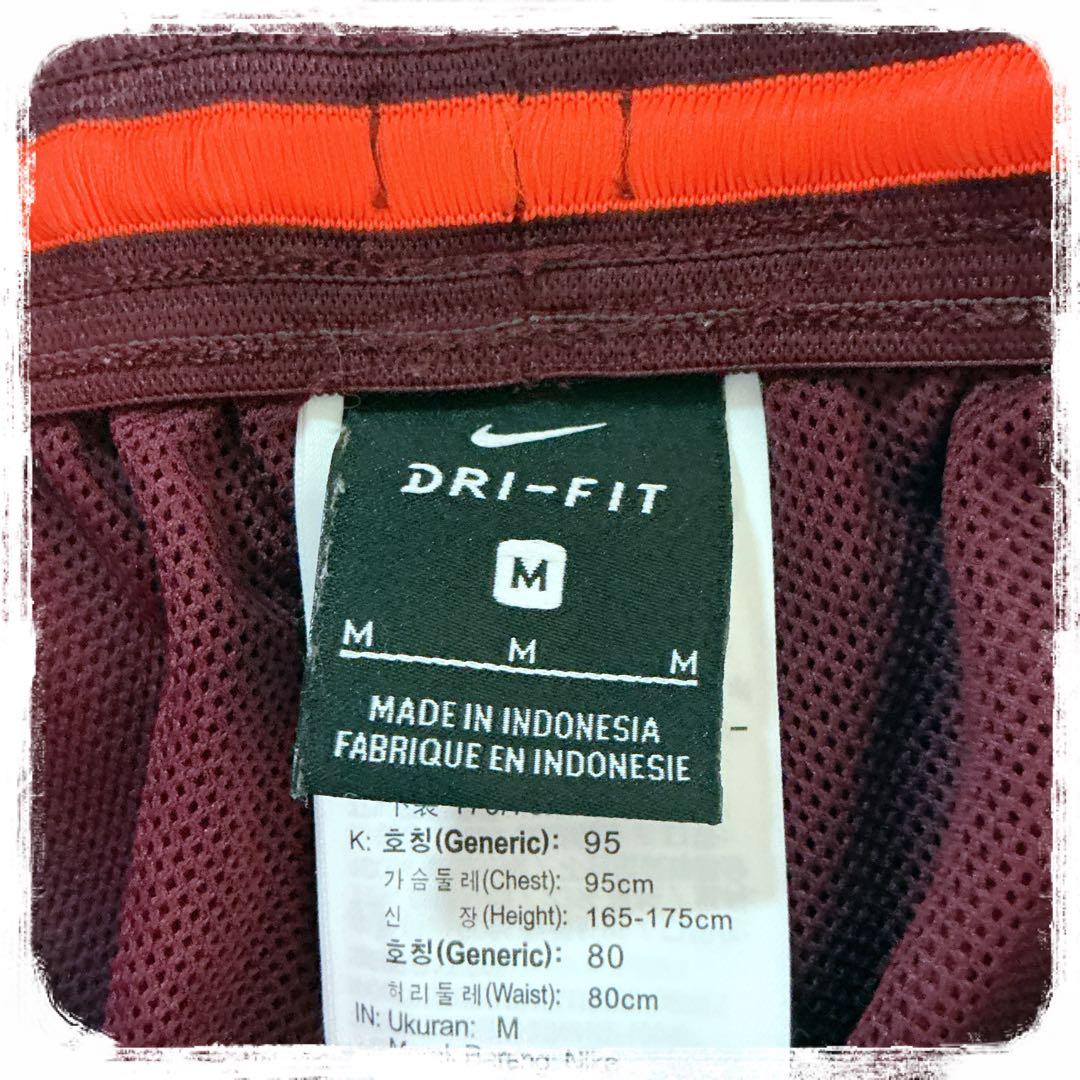 DRI-FIT
M
M M M
MADE IN INDONESIA
FABRIQUE EN INDONESIE
K: 호칭(Generic): 95
가슴둘레(Chest): 95cm
신 장(Height): 165-175cm
호칭(Generic): 80
허리둘레(Waist): 80cm
IN: Ukuran: M